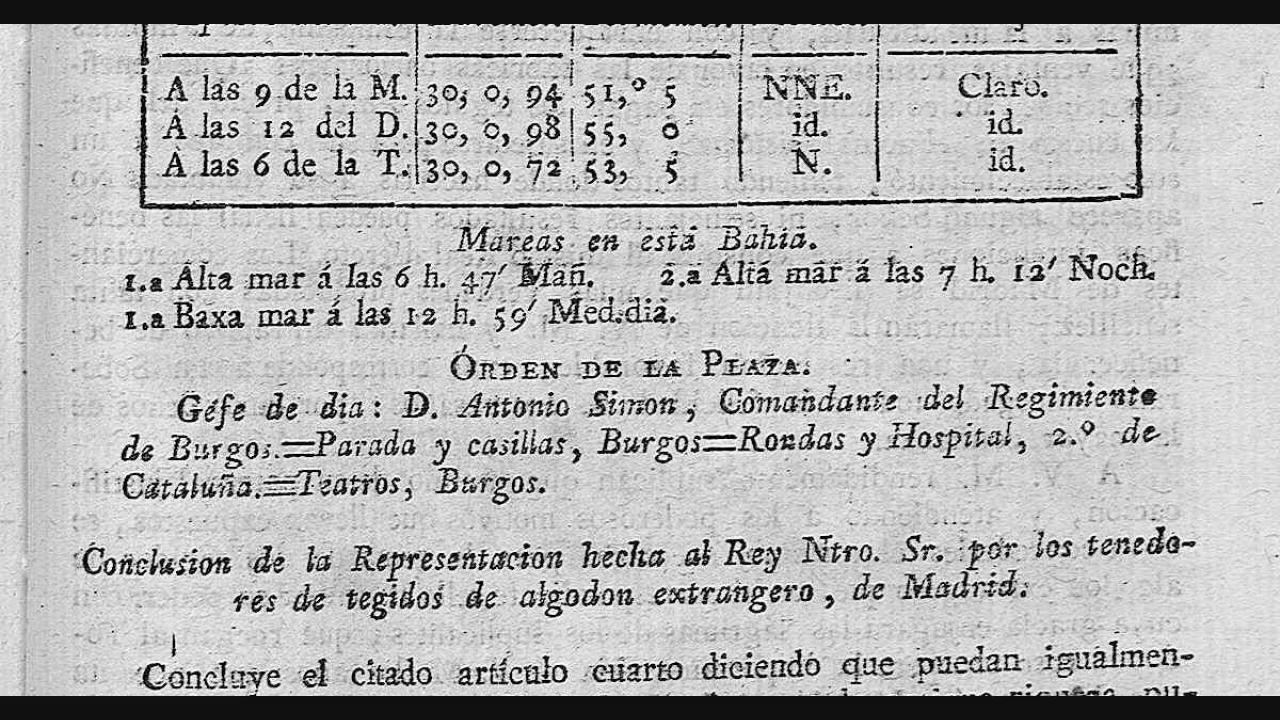 A las 9 de la M. 30, 0, 94 51,° 5 NNE. Claro.
A las 12 del D. 30, 0, 98 55, 0 id. id.
A las 6 de la T. 30, 0, 72 53, 5 N. id.
Mareas en esta Bahia.
1.a Alta mar á las 6 h. 47' Mañ. 2.a Alta mar á las 7 h. 12' Noch.
1.a Baxa mar á las 12 h. 59' Med.dia.
ÓRDEN DE LA PLAZA.
Géfe de dia: D. Antonio Simon, Comandante del Regimiento
de Burgos.=Parada y casillas, Burgos=Rondas y Hospital, 2.º de
Cataluña.=Teatros, Burgos.
Conclusion de la Representacion hecha al Rey Ntro. Sr. por los tenedo-
res de tegidos de algodon extrangero, de Madrid.
Concluye el citado artículo cuarto diciendo que puedan igualmen-